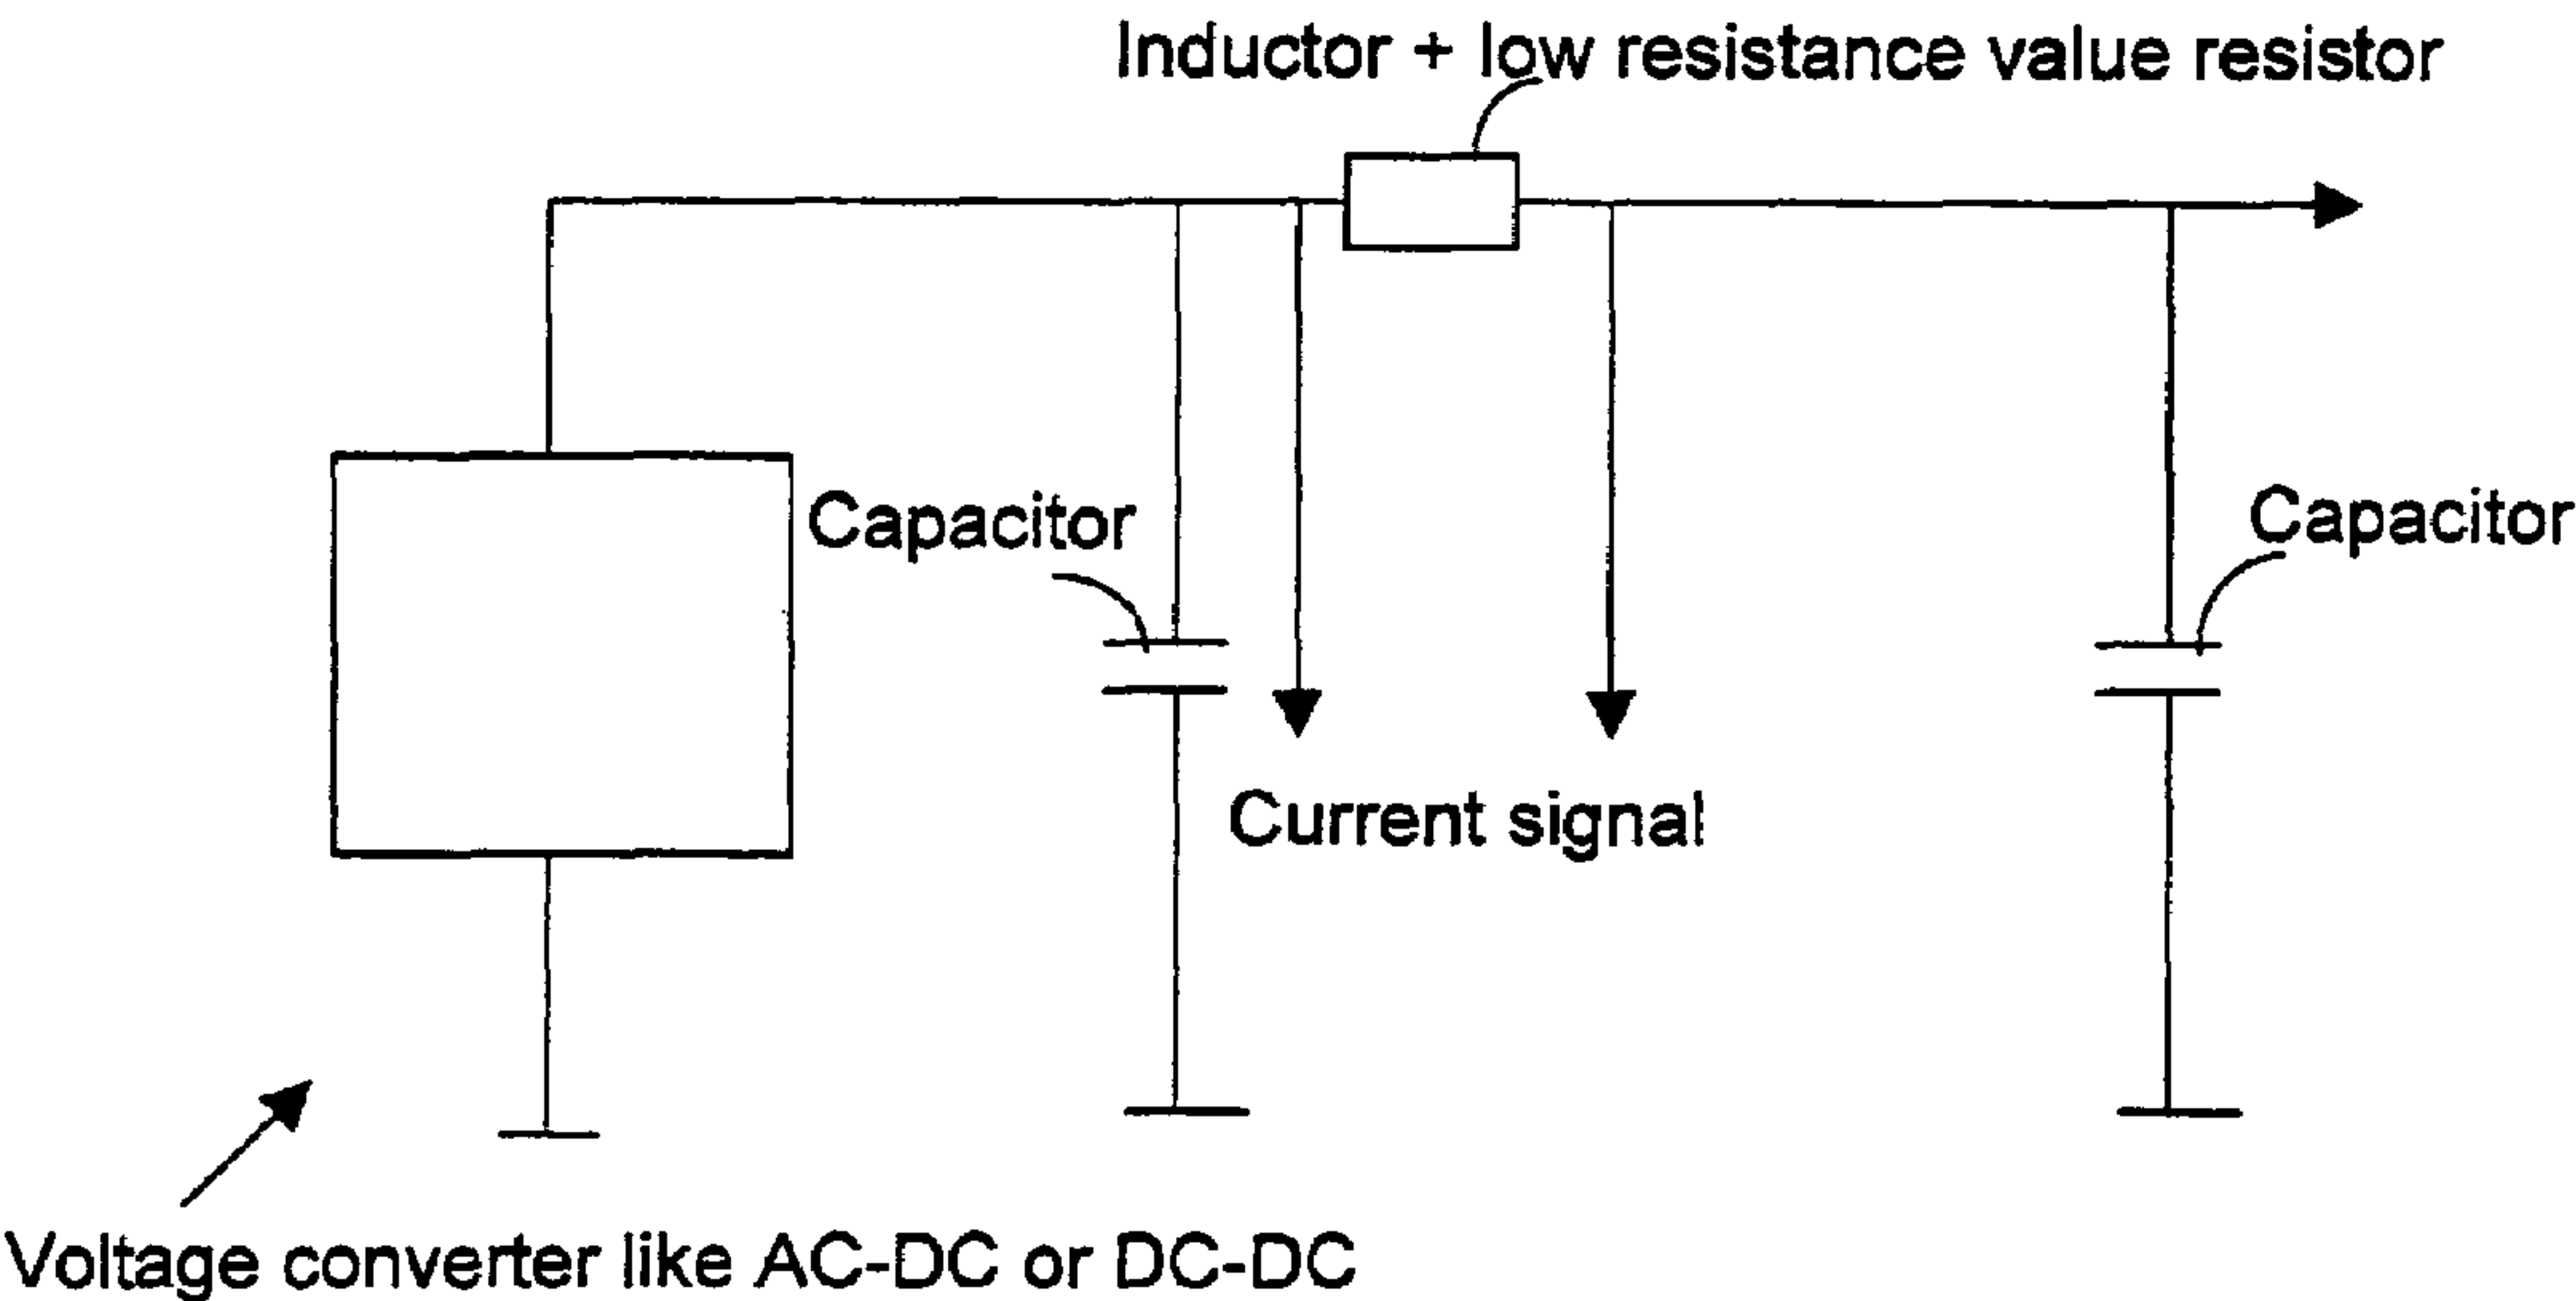 Inductor + low resistance value resistor
Capacitor
Capacitor
Current signal
Voltage converter like AC-DC or DC-DC